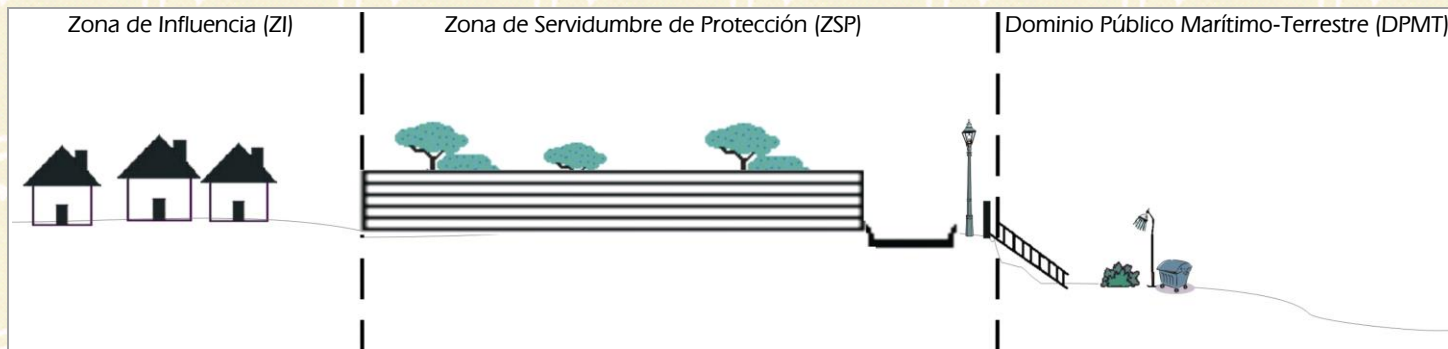 Zona de Influencia (ZI)
Zona de Servidumbre de Protección (ZSP)
Dominio Público Marítimo-Terrestre (DPMT)